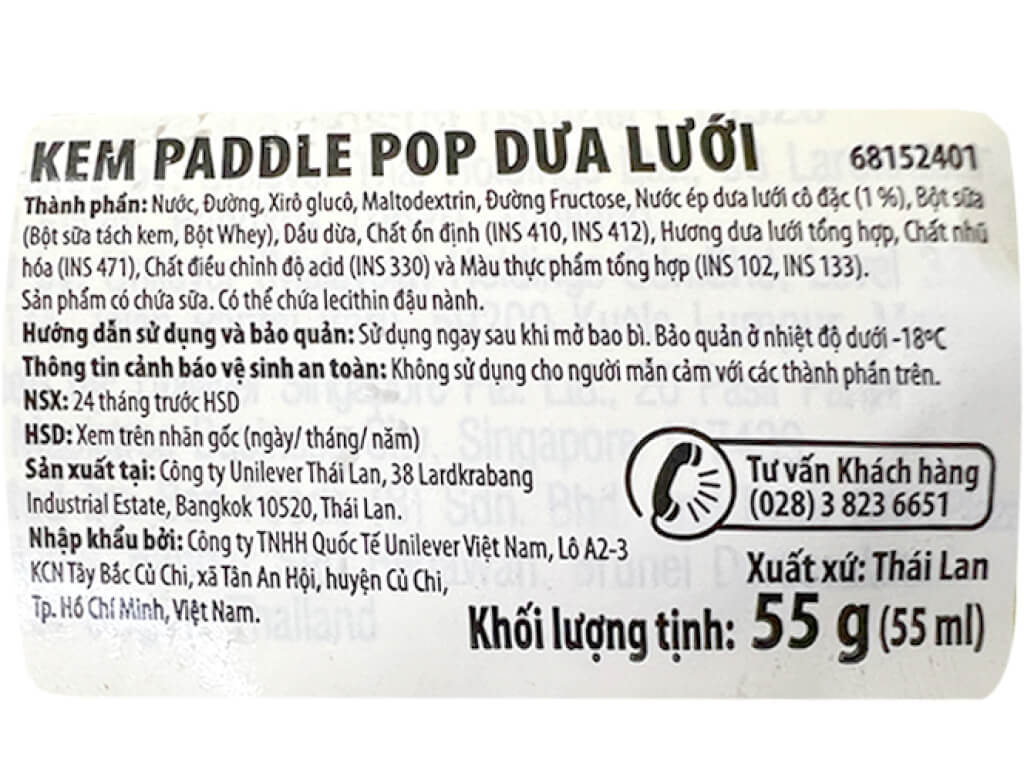 KEM PADDLE POP DƯA LƯỚI 68152401
Thành phần: Nước, Đường, Xirô glucô, Maltodextrin, Đường Fructose, Nước ép dưa lưới cô đặc (1 %), Bột sữa
(Bột sữa tách kem, Bột Whey), Dầu dừa, Chất ổn định (INS 410, INS 412), Hương dưa lưới tổng hợp, Chất nhũ
hóa (INS 471), Chất điều chỉnh độ acid (INS 330) và Màu thực phẩm tổng hợp (INS 102, INS 133).
Sản phẩm có chứa sữa. Có thể chứa lecithin đậu nành.
Hướng dẫn sử dụng và bảo quản: Sử dụng ngay sau khi mở bao bì. Bảo quản ở nhiệt độ dưới -18ºC
Thông tin cảnh báo vệ sinh an toàn: Không sử dụng cho người mẫn cảm với các thành phần trên.
NSX: 24 tháng trước HSD
HSD: Xem trên nhãn gốc (ngày/ tháng/ năm)
Sản xuất tại: Công ty Unilever Thái Lan, 38 Lardkrabang
Industrial Estate, Bangkok 10520, Thái Lan.
Nhập khẩu bởi: Công ty TNHH Quốc Tế Unilever Việt Nam, Lô A2-3
KCN Tây Bắc Củ Chi, xã Tân An Hội, huyện Củ Chi,
Tp. Hồ Chí Minh, Việt Nam.
Tư vấn Khách hàng
(028) 3 823 6651
Xuất xứ: Thái Lan
Khối lượng tịnh: 55 g (55 ml)